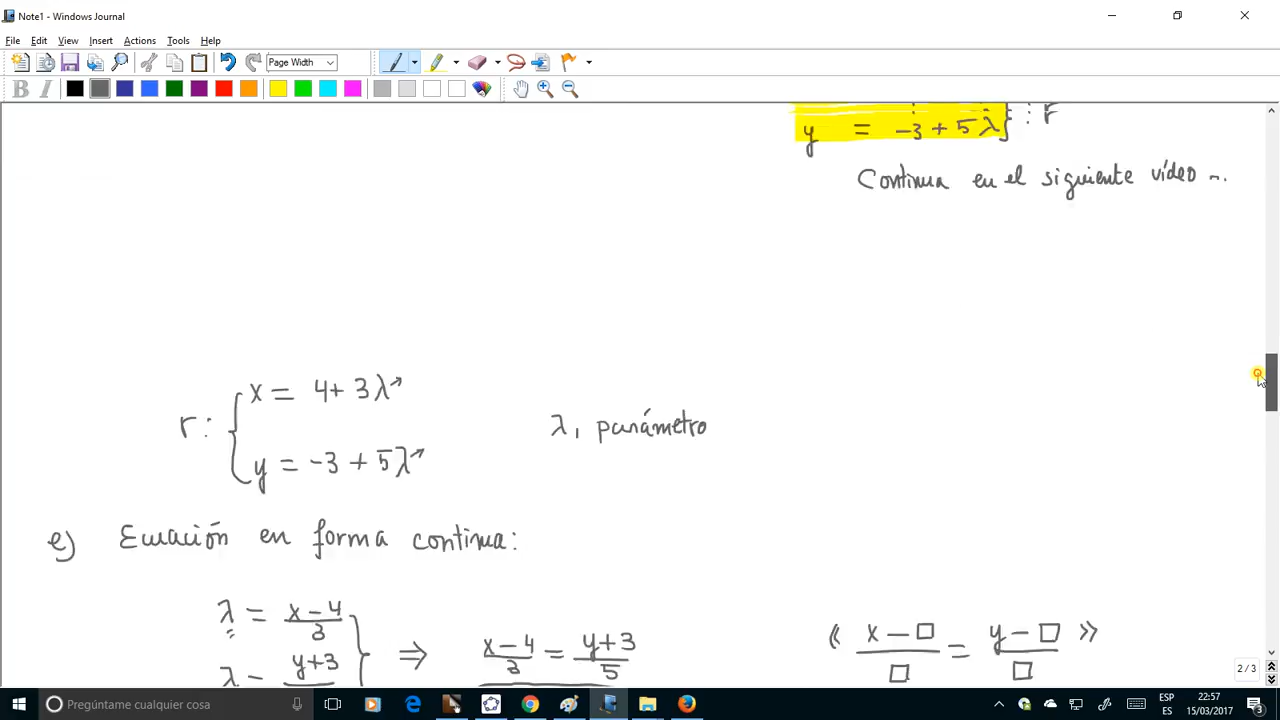 Note1 - Windows Journal
File Edit View Insert Actions Tools Help
Page Width
B I
y = -3 + 5λ } : r
Continua en el siguiente vídeo ...
r: { x = 4 + 3λ
y = -3 + 5λ
λ, parámetro
e) Ecuación en forma continua:
λ = x-4/3
λ = y+3
⇒ x-4/3 = y+3/5
« x-□/□ = y-□/□ »
2 / 3
Pregúntame cualquier cosa
ESP
ES
22:57
15/03/2017